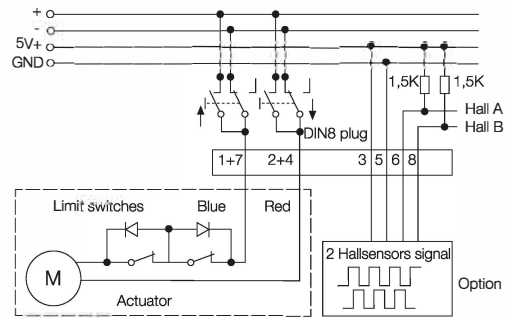 +
-
5V+
GND
1,5K 1,5K
Hall A
Hall B
DIN8 plug
1+7 2+4 3 5 6 8
Limit switches Blue Red
2 Hallsensors signal
M
Option
Actuator